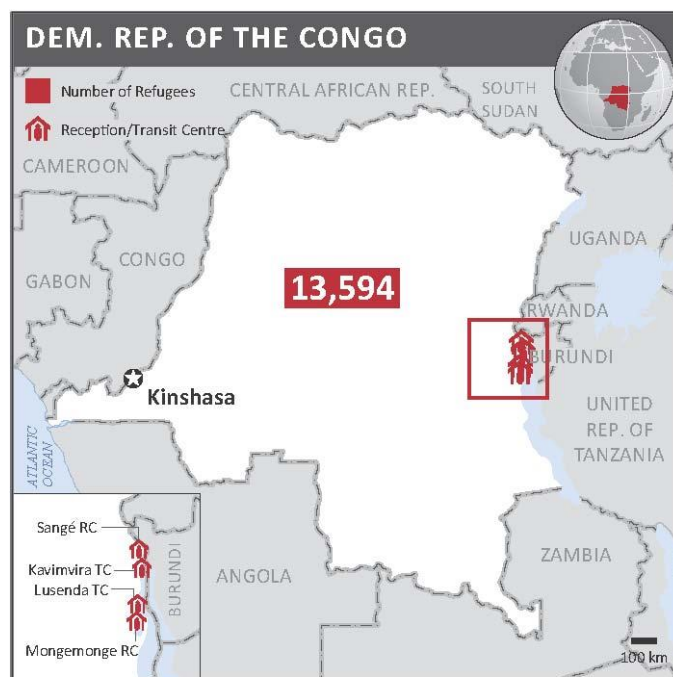 DEM. REP. OF THE CONGO
Number of Refugees
Reception/Transit Centre
CENTRAL AFRICAN REP.
SOUTH
SUDAN
CAMEROON
CONGO
GABON
UGANDA
13,594
RWANDA
BURUNDI
Kinshasa
UNITED
REP. OF
TANZANIA
ATLANTIC
OCEAN
Sangé RC
Kavimvira TC
Lusenda TC
Mongemonge RC
BURUNDI
ANGOLA
ZAMBIA
100 km